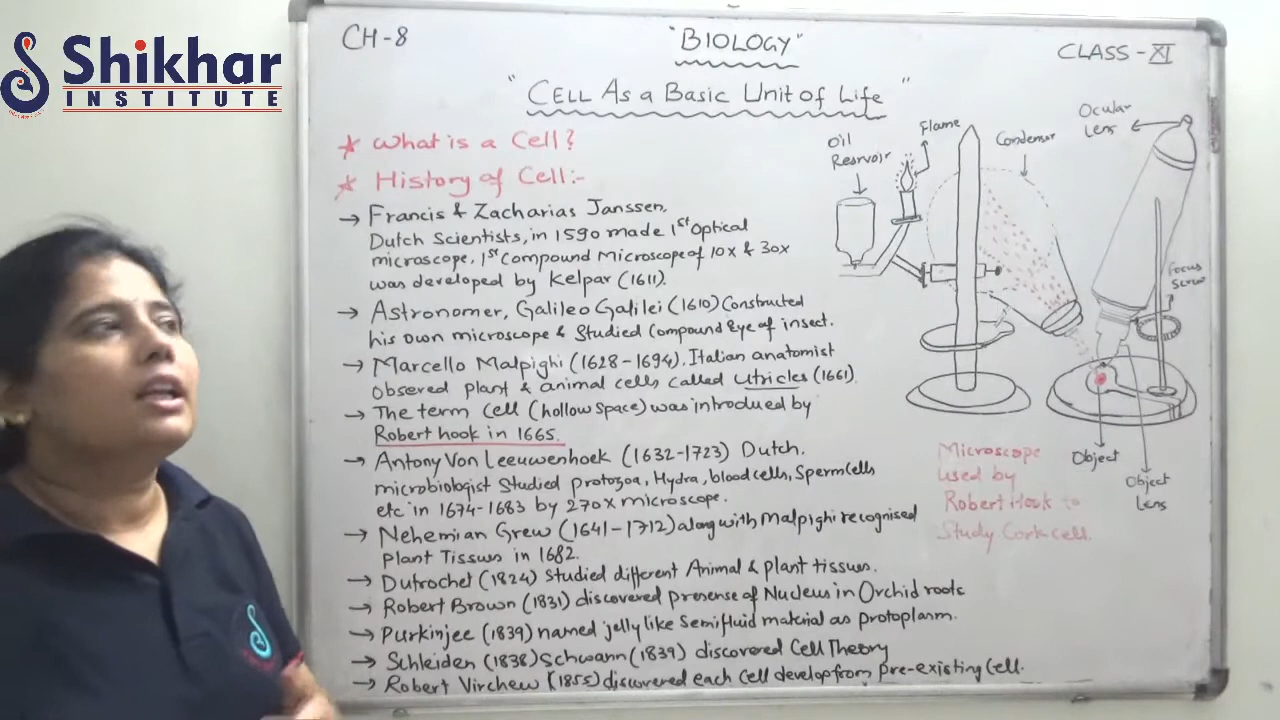 Shikhar
INSTITUTE
CH-8
"BIOLOGY"
CLASS - XI
"CELL As a Basic Unit of Life"
* What is a Cell?
* History of Cell:-
→ Francis & Zacharias Janssen,
Dutch Scientists, in 1590 made 1st Optical
microscope, 1st Compound Microscope of 10x & 30x
was developed by Kelpar (1611).
→ Astronomer, Galileo Galilei (1610) Constructed
his own microscope & Studied Compound Eye of insect.
→ Marcello Malpighi (1628-1694). Italian anatomist
obsered plant & animal cells called Utricles (1661)
→ The term cell (hollow space) was introdued by
Robert hook in 1665.
→ Antony Von Leeuwenhoek (1632-1723) Dutch.
microbiologist Studied protozoa, Hydra, blood cells, Sperm cells
etc in 1674-1683 by 270x microscope.
→ Nehemian Grew (1641-1712) along with Malpighi recognised
Plant Tissues in 1682.
→ Dutrochet (1824) Studied different Animal & plant tissues.
→ Robert Brown (1831) discovered presense of Nucleus in Orchid roots
→ Purkinjee (1839) named jelly like Semifluid material as protoplasm.
→ Schleiden (1838) Schwann (1839) discovered Cell Theory
→ Robert Virchew (1855) discovered each Cell develop from Pre-existing Cell.
Oil
Resrvoir
Flame
Condensor
Ocular
Lens
Focus
Screw
Object
Object
Lens
Microscope
used by
Robert Hook to
Study Cork cell.